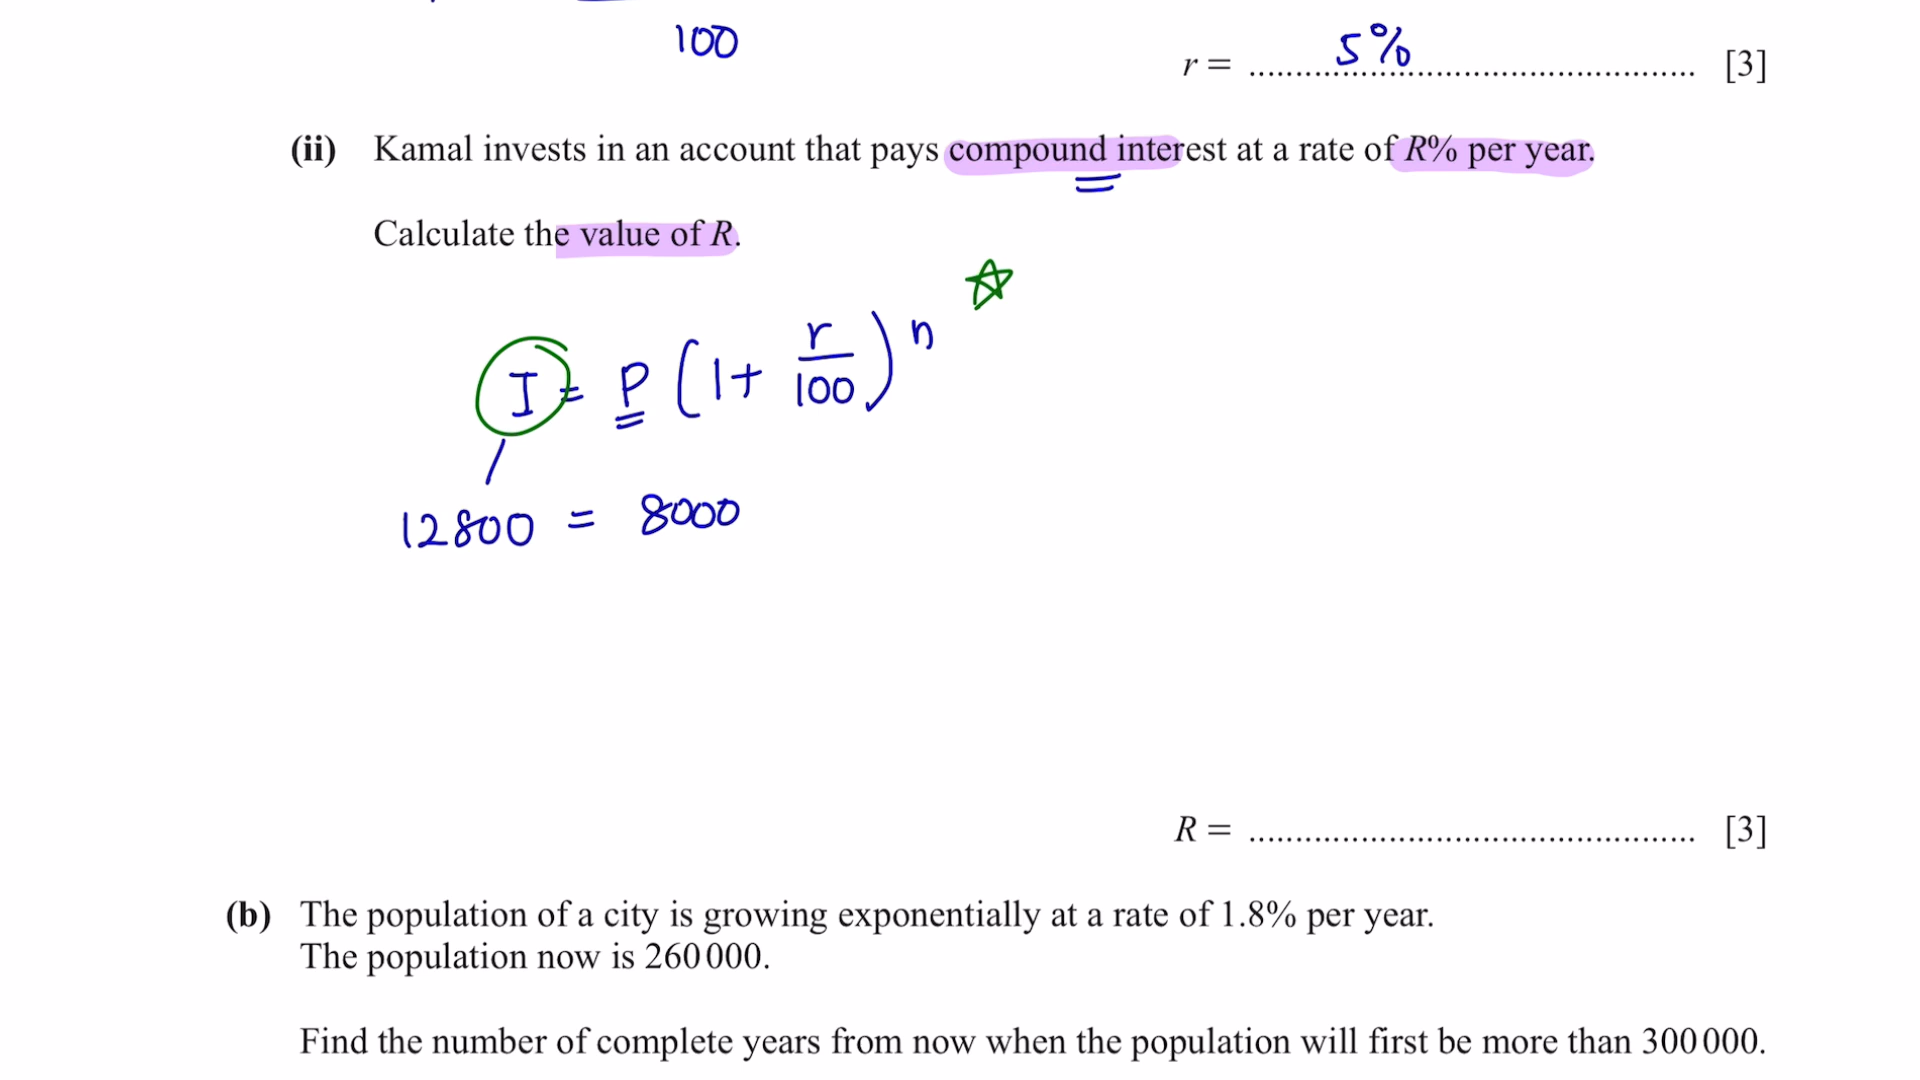 100
r = ........................................ 5% [3]
(ii) Kamal invests in an account that pays compound interest at a rate of R% per year.
Calculate the value of R.
I = P (1 + r/100)^n
12800 = 8000
R = ........................................ [3]
(b) The population of a city is growing exponentially at a rate of 1.8% per year.
The population now is 260 000.
Find the number of complete years from now when the population will first be more than 300 000.